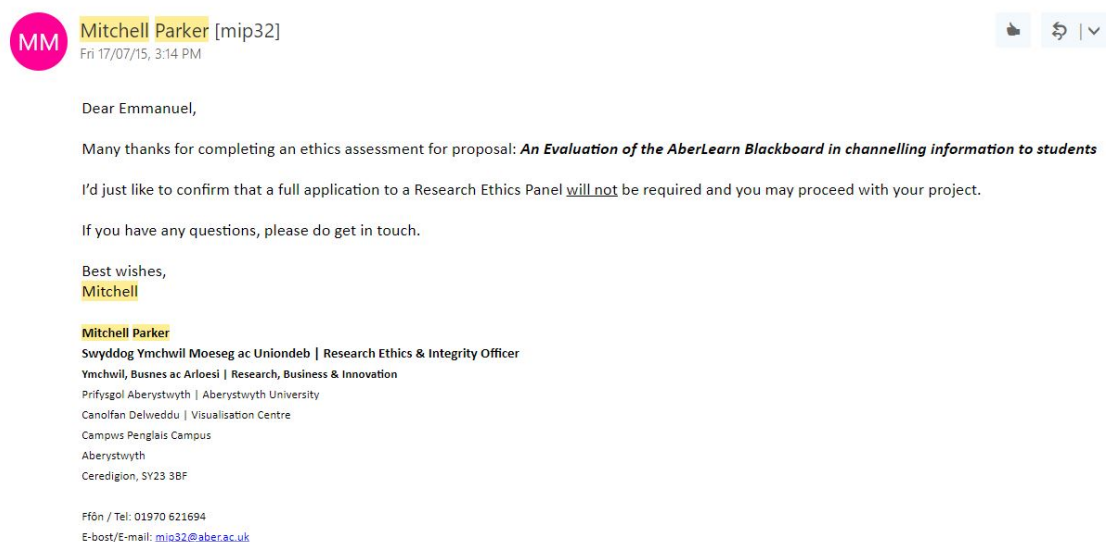 MM
Mitchell Parker [mip32]
Fri 17/07/15, 3:14 PM
Dear Emmanuel,
Many thanks for completing an ethics assessment for proposal: An Evaluation of the AberLearn Blackboard in channelling information to students
I'd just like to confirm that a full application to a Research Ethics Panel will not be required and you may proceed with your project.
If you have any questions, please do get in touch.
Best wishes,
Mitchell
Mitchell Parker
Swyddog Ymchwil Moeseg ac Uniondeb | Research Ethics & Integrity Officer
Ymchwil, Busnes ac Arloesi | Research, Business & Innovation
Prifysgol Aberystwyth | Aberystwyth University
Canolfan Delweddu | Visualisation Centre
Campws Penglais Campus
Aberystwyth
Ceredigion, SY23 3BF
Ffôn / Tel: 01970 621694
E-bost/E-mail: mip32@aber.ac.uk